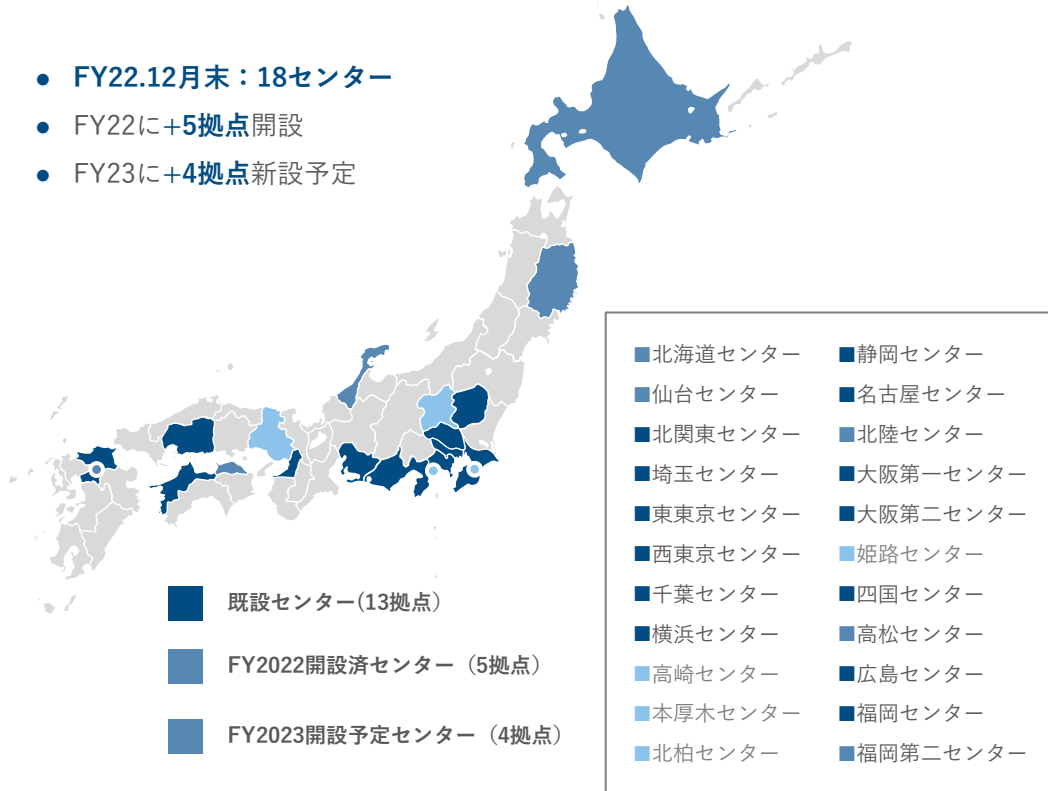 ● FY22.12月末：18センター
● FY22に+5拠点開設
● FY23に+4拠点新設予定
既設センター(13拠点）
FY2022開設済センター（5拠点）
FY2023開設予定センター（4拠点）
■北海道センター
■仙台センター
■北関東センター
■埼玉センター
■東東京センター
■西東京センター
■千葉センター
■横浜センター
■高崎センター
■本厚木センター
■北柏センター
■静岡センター
■名古屋センター
■北陸センター
■大阪第一センター
■大阪第二センター
■姫路センター
■四国センター
■高松センター
■広島センター
■福岡センター
■福岡第二センター